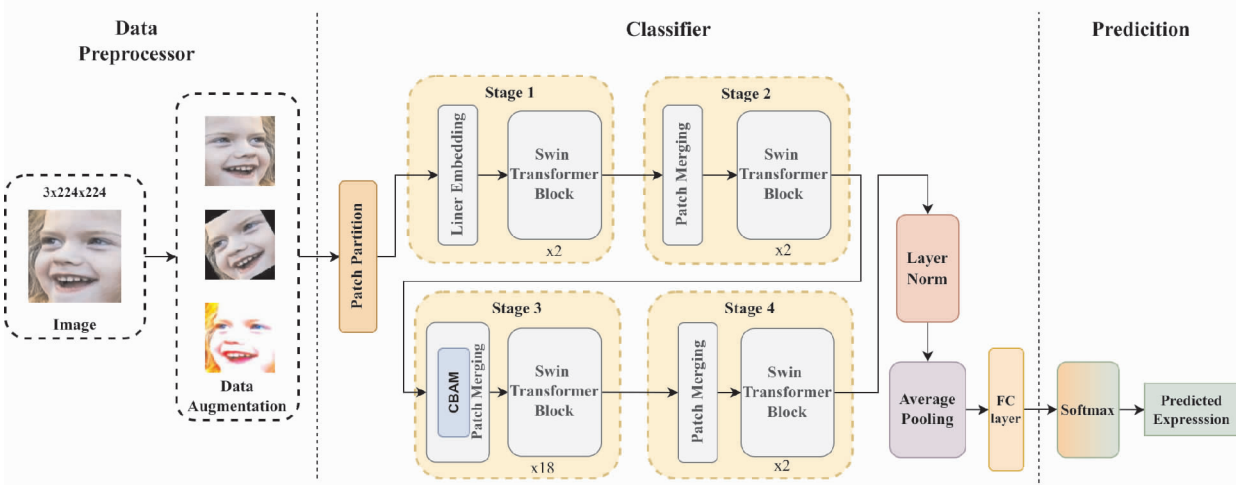 Data
Preprocessor
Classifier
Predicition
3x224x224
Image
Data
Augmentation
Patch Partition
Stage 1
Liner Embedding
Swin
Transformer
Block
x2
Stage 2
Patch Merging
Swin
Transformer
Block
x2
Stage 3
CBAM
Patch Merging
Swin
Transformer
Block
x18
Stage 4
Patch Merging
Swin
Transformer
Block
x2
Layer
Norm
Average
Pooling
FC
layer
Softmax
Predicted
Expresssion